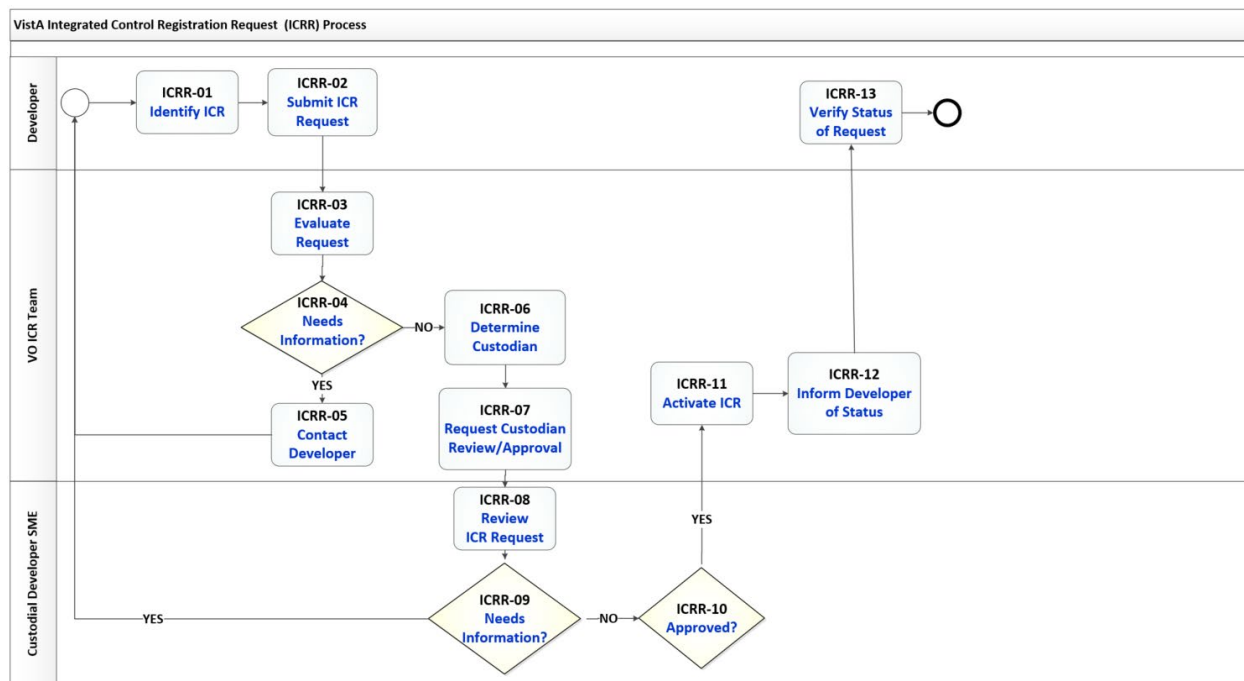 VistA Integrated Control Registration Request  (ICRR) Process
Developer
ICRR-01
Identify ICR
ICRR-02
Submit ICR
Request
ICRR-13
Verify Status
of Request
VO ICR Team
ICRR-03
Evaluate
Request
ICRR-04
Needs
Information?
NO
YES
ICRR-05
Contact
Developer
ICRR-06
Determine
Custodian
ICRR-07
Request Custodian
Review/Approval
ICRR-11
Activate ICR
ICRR-12
Inform Developer
of Status
Custodial Developer SME
ICRR-08
Review
ICR Request
ICRR-09
Needs
Information?
YES
NO
ICRR-10
Approved?
YES